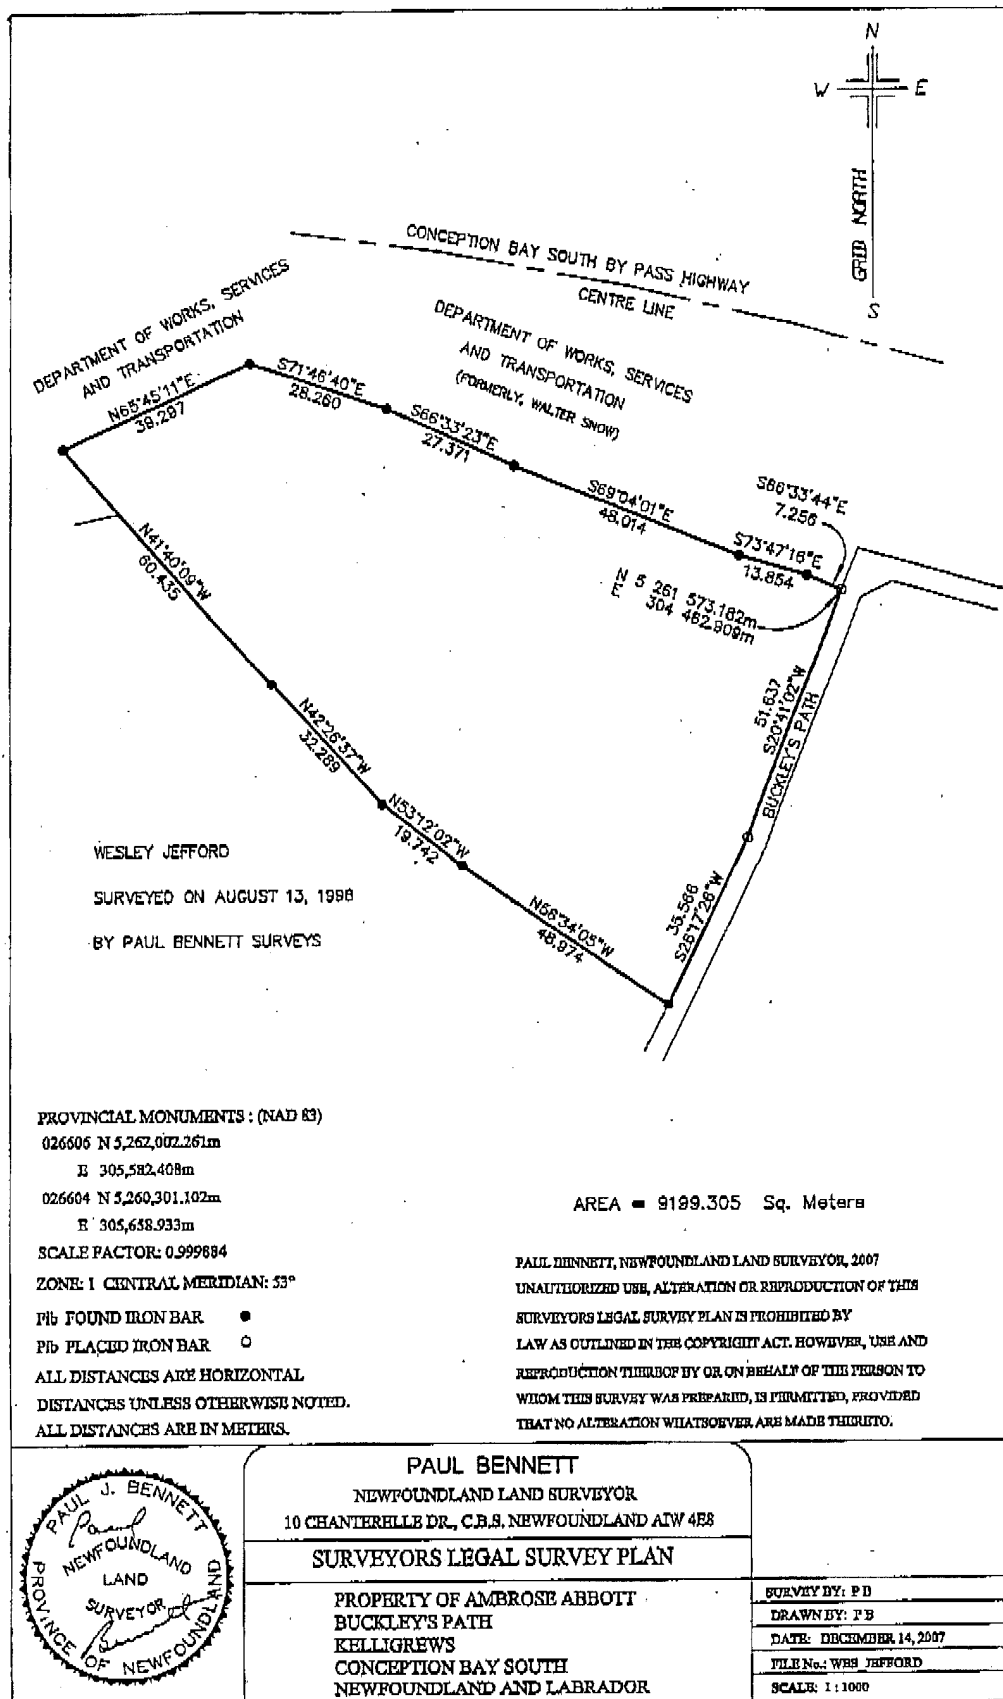 N
W E
GRID NORTH
S
CONCEPTION BAY SOUTH BY PASS HIGHWAY
CENTRE LINE
DEPARTMENT OF WORKS, SERVICES
AND TRANSPORTATION
DEPARTMENT OF WORKS, SERVICES
AND TRANSPORTATION
(FORMERLY, WALTER SNOW)
N65°45'11"E
39.297
S71°46'40"E
28.260
S66°33'23"E
27.371
S69°04'01"E
48.014
S73°47'16"E
13.854
S66°33'44"E
7.256
N 5 261 573.182m
E 304 462.909m
51.637
S20°41'02"W
BUCKLEY'S PATH
35.566
S26°17'26"W
N41°40'09"W
60.435
N42°26'37"W
32.289
N53°12'02"W
19.742
N56°34'05"W
48.974
WESLEY JEFFORD
SURVEYED ON AUGUST 13, 1998
BY PAUL BENNETT SURVEYS
PROVINCIAL MONUMENTS : (NAD 83)
026606 N 5,262,002.261m
E 305,582.408m
026604 N 5,260,301.102m
E 305,658.933m
SCALE FACTOR: 0.999884
ZONE: 1 CENTRAL MERIDIAN: 53°
FIb FOUND IRON BAR
PIb PLACED IRON BAR
ALL DISTANCES ARE HORIZONTAL
DISTANCES UNLESS OTHERWISE NOTED.
ALL DISTANCES ARE IN METERS.
AREA = 9199.305 Sq. Meters
PAUL BENNETT, NEWFOUNDLAND LAND SURVEYOR, 2007
UNAUTHORIZED USE, ALTERATION OR REPRODUCTION OF THIS
SURVEYORS LEGAL SURVEY PLAN IS PROHIBITED BY
LAW AS OUTLINED IN THE COPYRIGHT ACT. HOWEVER, USE AND
REPRODUCTION THEREOF BY OR ON BEHALF OF THE PERSON TO
WHOM THIS SURVEY WAS PREPARED, IS PERMITTED, PROVIDED
THAT NO ALTERATION WHATSOEVER ARE MADE THERETO.
PAUL J. BENNETT
NEWFOUNDLAND
LAND
SURVEYOR
PROVINCE OF NEWFOUNDLAND
PAUL BENNETT
NEWFOUNDLAND LAND SURVEYOR
10 CHANTERELLE DR., C.B.S. NEWFOUNDLAND A1W 4E8
SURVEYORS LEGAL SURVEY PLAN
PROPERTY OF AMBROSE ABBOTT
BUCKLEY'S PATH
KELLIGREWS
CONCEPTION BAY SOUTH
NEWFOUNDLAND AND LABRADOR
SURVEY BY: P B
DRAWN BY: P B
DATE: DECEMBER 14, 2007
FILE No.: WES JEFFORD
SCALE: 1 : 1000